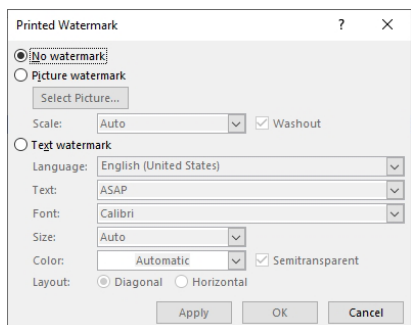 Printed Watermark ? ×
No watermark
Picture watermark
Select Picture...
Scale: Auto Washout
Text watermark
Language: English (United States)
Text: ASAP
Font: Calibri
Size: Auto
Color: Automatic Semitransparent
Layout: Diagonal Horizontal
Apply OK Cancel